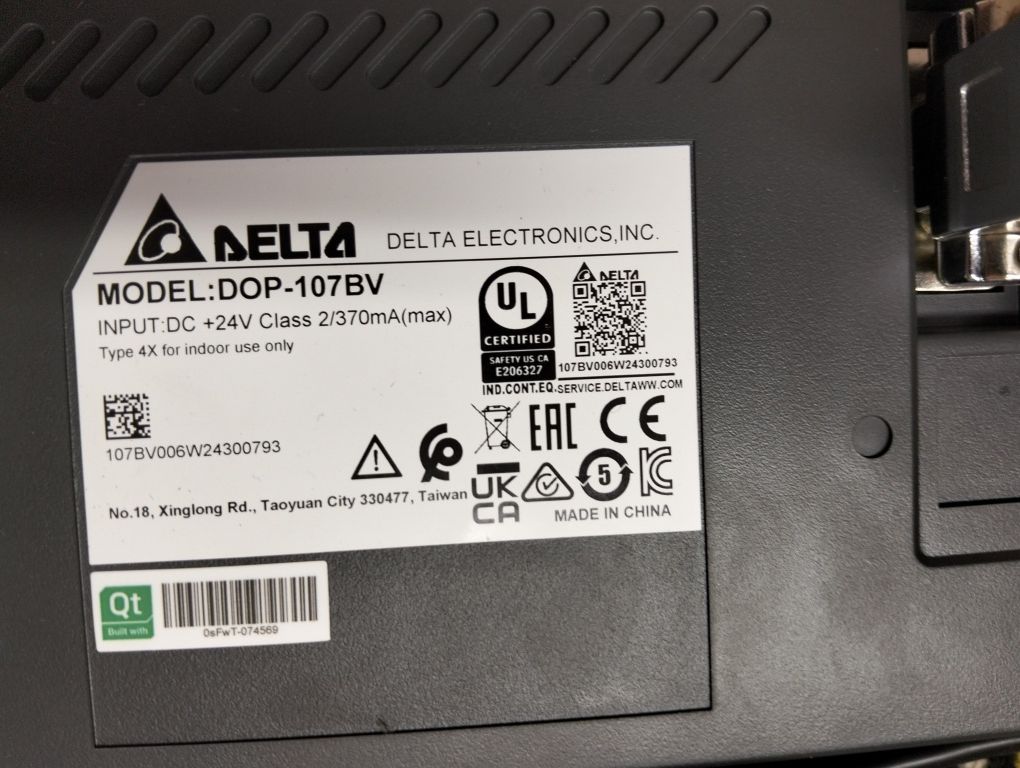 DELTA
DELTA ELECTRONICS,INC.
MODEL:DOP-107BV
INPUT:DC +24V Class 2/370mA(max)
Type 4X for indoor use only
UL
CERTIFIED
SAFETY US CA
E206327
IND.CONT.EQ.
DELTA
107BV006W24300793
SERVICE.DELTAWW.COM
107BV006W24300793
EAC
CE
UK
CA
5
KC
No.18, Xinglong Rd., Taoyuan City 330477, Taiwan
MADE IN CHINA
Qt
Built with
0sFwT-074569